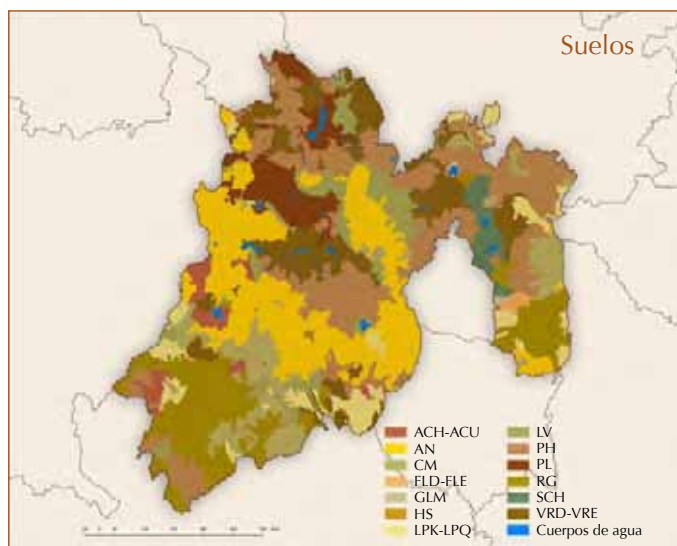 Suelos
ACH-ACU
AN
CM
FLD-FLE
GLM
HS
LPK-LPQ
LV
PH
PL
RG
SCH
VRD-VRE
Cuerpos de agua